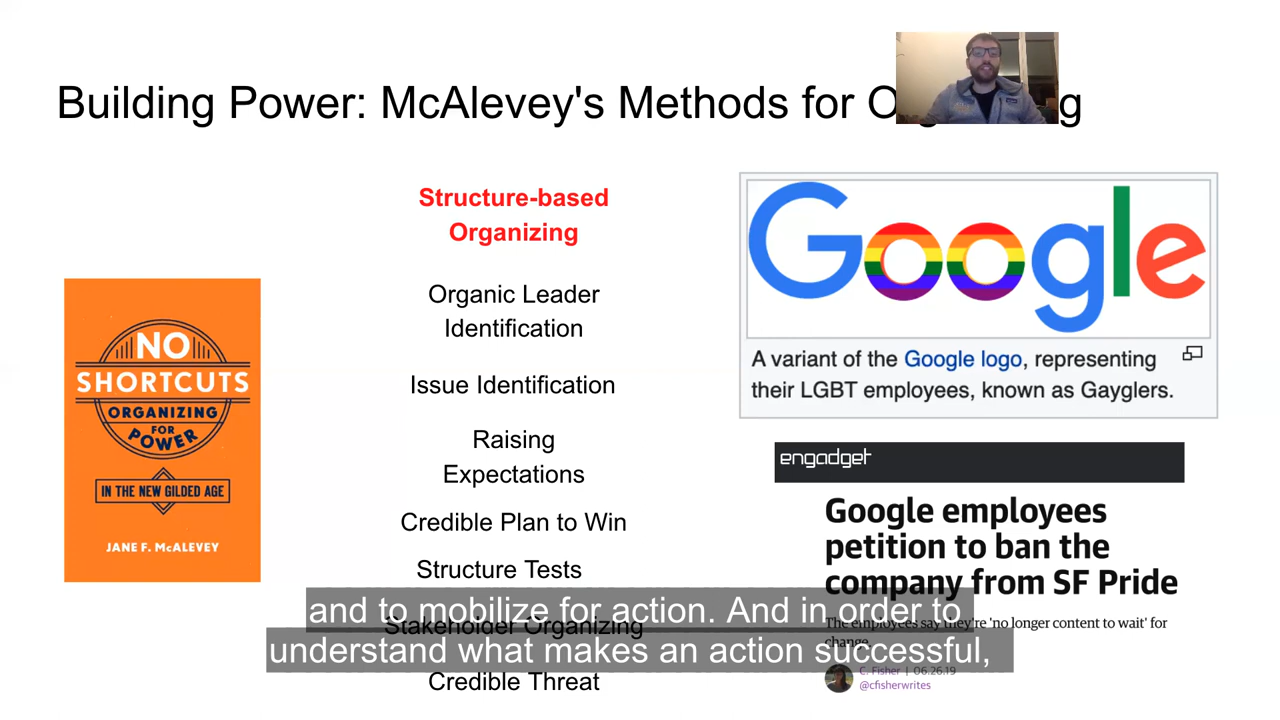 Building Power: McAlevey's Methods for Organizing
Structure-based
Organizing
Organic Leader
Identification
Issue Identification
Raising
Expectations
Credible Plan to Win
Structure Tests
Stakeholder Organizing
Credible Threat
NO
SHORTCUTS
ORGANIZING
FOR
POWER
IN THE NEW GILDED AGE
JANE F. McALEVEY
Google
A variant of the Google logo, representing
their LGBT employees, known as Gayglers.
engadget
Google employees
petition to ban the
company from SF Pride
The employees say they're 'no longer content to wait' for
change.
C. Fisher | 06.26.19
@cfisherwrites
and to mobilize for action. And in order to
understand what makes an action successful,